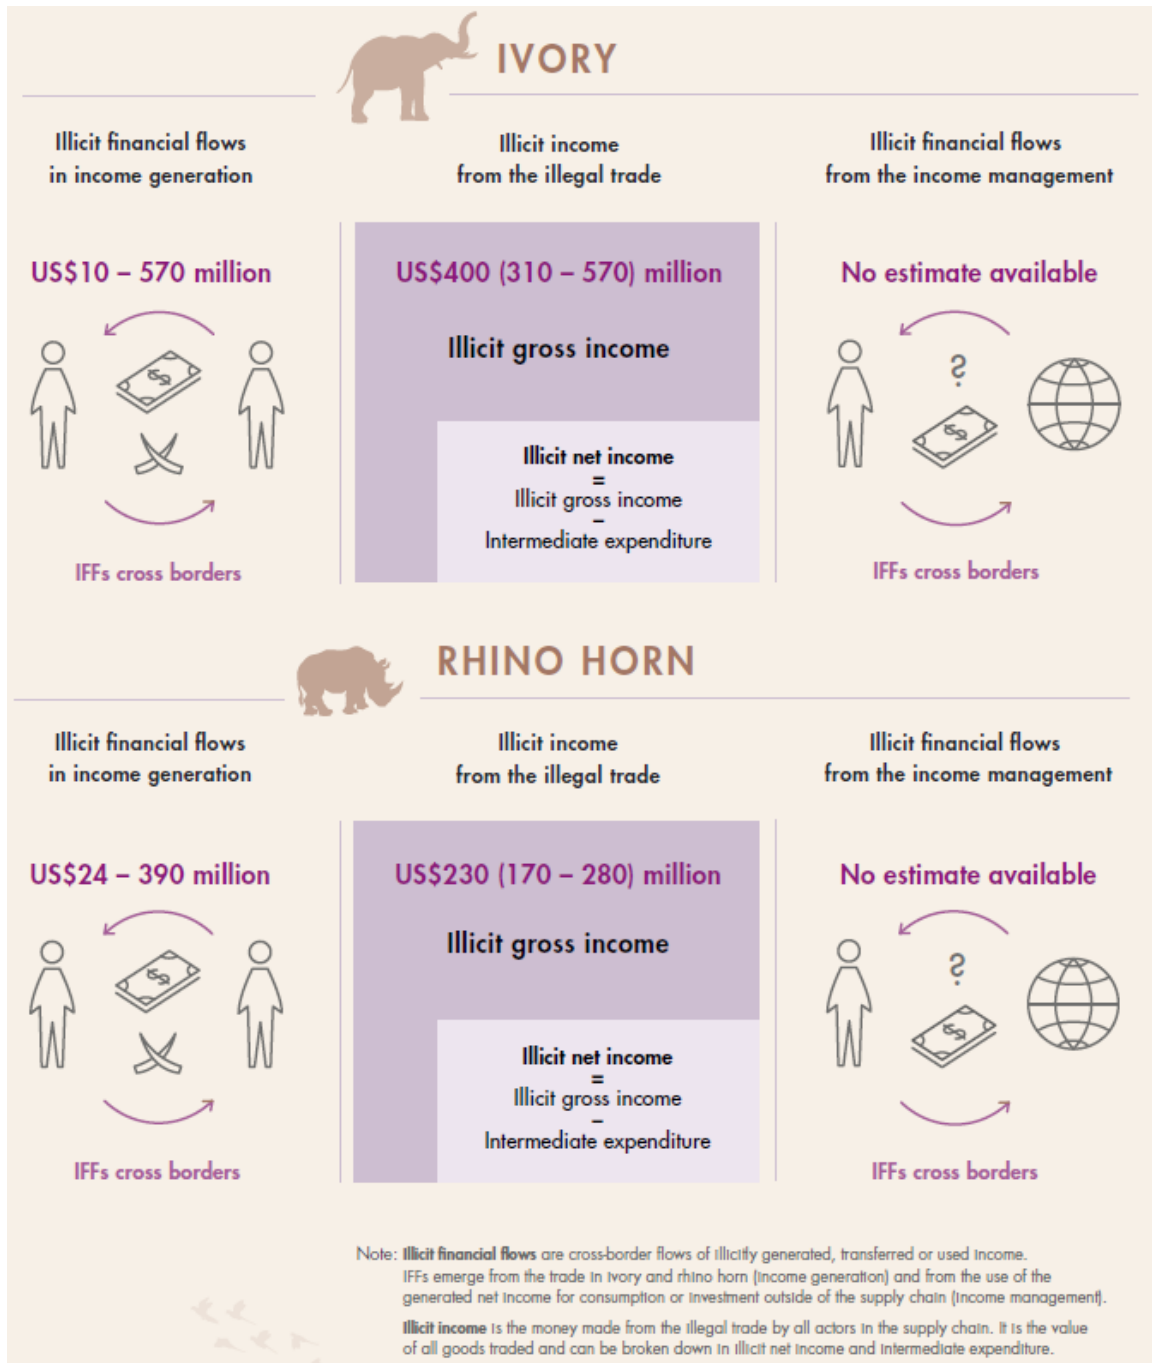 IVORY
Illicit financial flows
in income generation
Illicit income
from the illegal trade
Illicit financial flows
from the income management
US$10 – 570 million
US$400 (310 – 570) million
No estimate available
Illicit gross income
$
?
$
Illicit net income
=
Illicit gross income
–
Intermediate expenditure
IFFs cross borders
IFFs cross borders
RHINO HORN
Illicit financial flows
in income generation
Illicit income
from the illegal trade
Illicit financial flows
from the income management
US$24 – 390 million
US$230 (170 – 280) million
No estimate available
Illicit gross income
$
?
$
Illicit net income
=
Illicit gross income
–
Intermediate expenditure
IFFs cross borders
IFFs cross borders
Note: Illicit financial flows are cross-border flows of illicitly generated, transferred or used income.
IFFs emerge from the trade in ivory and rhino horn (income generation) and from the use of the
generated net income for consumption or investment outside of the supply chain (income management).
Illicit income is the money made from the illegal trade by all actors in the supply chain. It is the value
of all goods traded and can be broken down in illicit net income and intermediate expenditure.